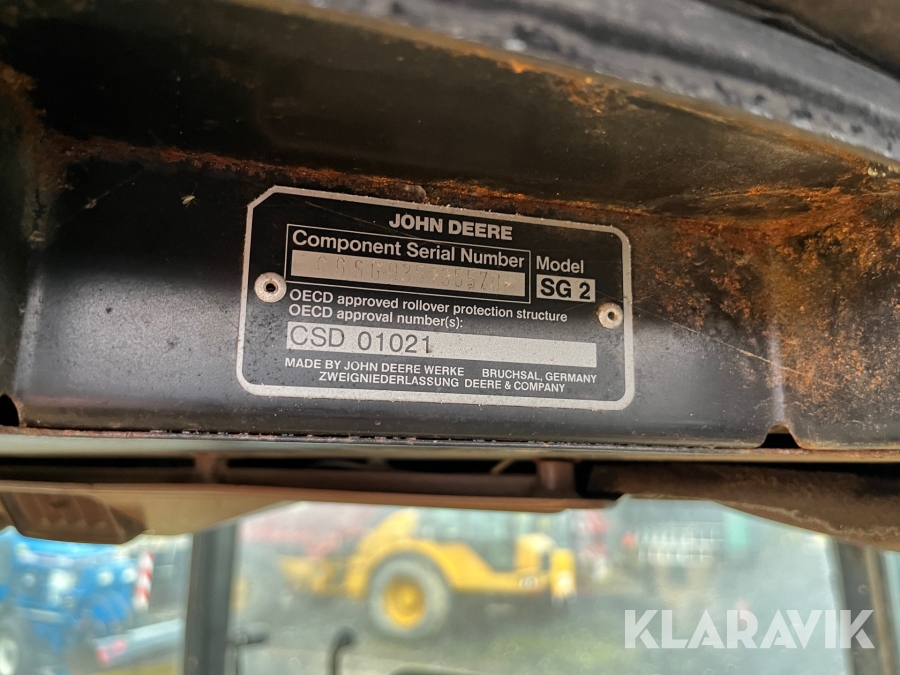 JOHN DEERE
Component Serial Number
Model
SG 2
OECD approved rollover protection structure
OECD approval number(s):
CSD 01021
MADE BY JOHN DEERE WERKE BRUCHSAL, GERMANY
ZWEIGNIEDERLASSUNG DEERE & COMPANY
KLARAVIK